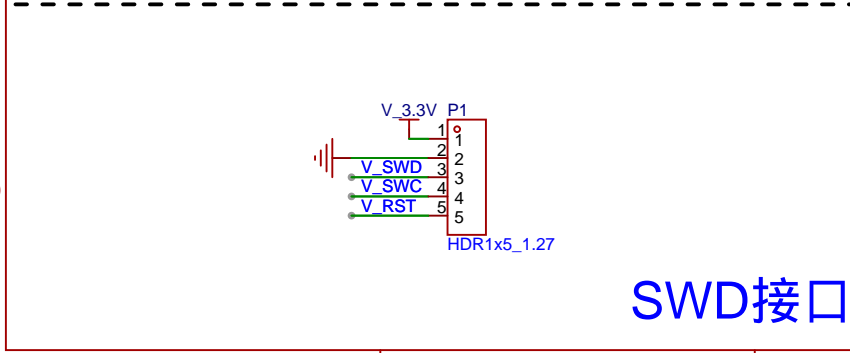 V_3.3V P1
1 1
2 2
V_SWD 3 3
V_SWC 4 4
V_RST 5 5
HDR1x5_1.27
SWD接口